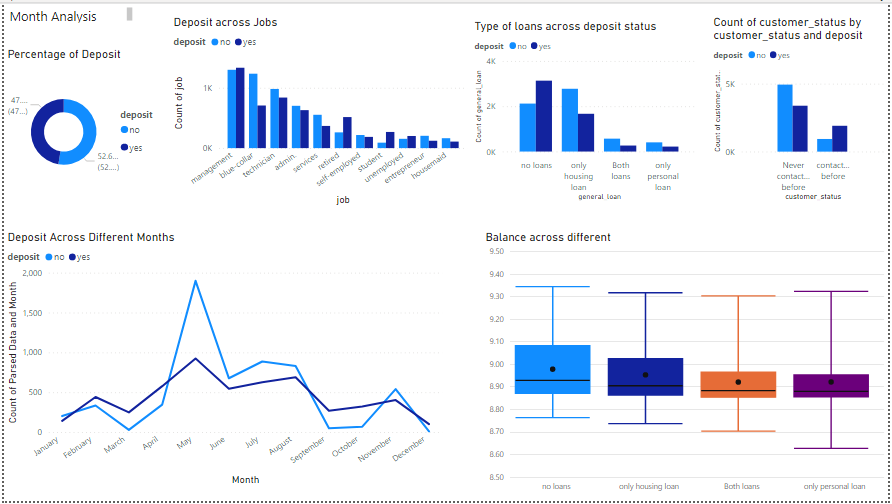 Month Analysis
Percentage of Deposit
47....
(47...)
52.6...
(52....)
deposit
no
yes
Deposit across Jobs
deposit no yes
Count of job
1K
0K
management
blue-collar
technician
admin.
services
retired
self-employed
student
unemployed
entrepreneur
housemaid
job
Type of loans across deposit status
deposit no yes
Count of general_loan
4K
2K
0K
no loans
only
housing
loan
Both
loans
only
personal
loan
general_loan
Count of customer_status by
customer_status and deposit
deposit no yes
Count of customer_stat...
5K
0K
Never
contact...
before
contact...
before
customer_status
Deposit Across Different Months
deposit no yes
Count of Parsed Data and Month
2,000
1,500
1,000
500
0
January
February
March
April
May
June
July
August
September
October
November
December
Month
Balance across different
9.50
9.40
9.30
9.20
9.10
9.00
8.90
8.80
8.70
8.60
8.50
no loans
only housing loan
Both loans
only personal loan